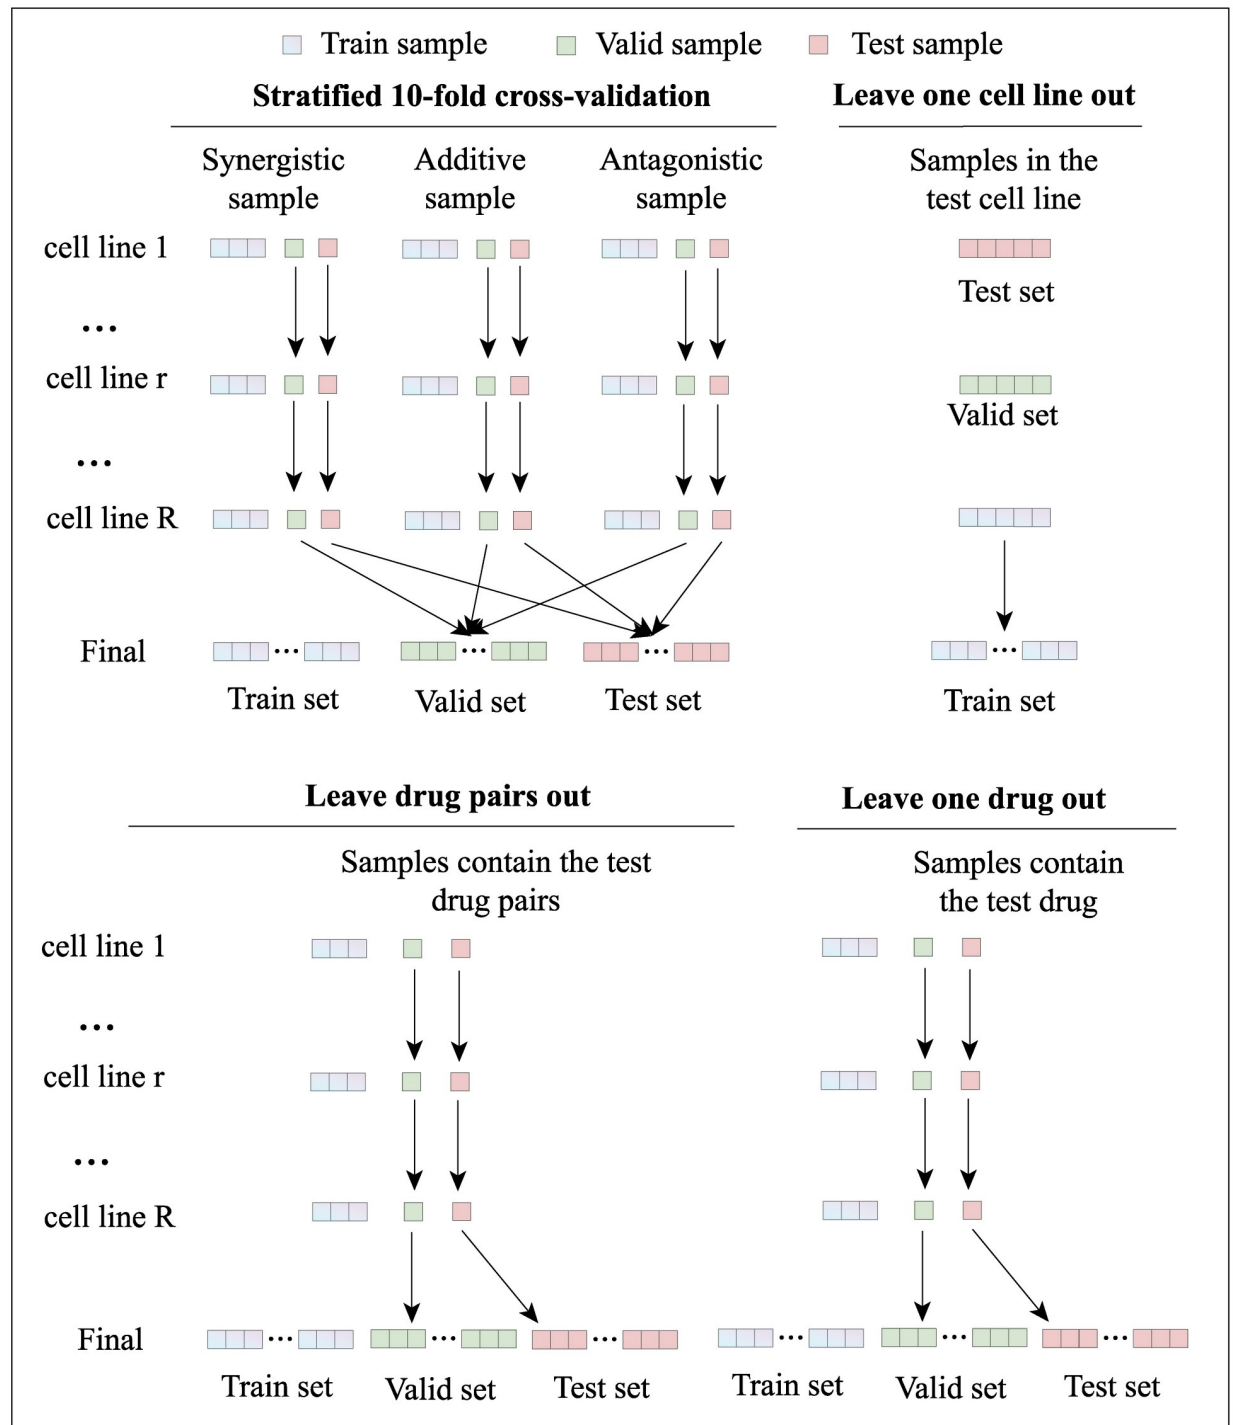 Train sample Valid sample Test sample
Stratified 10-fold cross-validation
Leave one cell line out
Synergistic
sample
Additive
sample
Antagonistic
sample
Samples in the
test cell line
cell line 1
Test set
...
cell line r
Valid set
...
cell line R
Final
...
...
...
...
Train set
Valid set
Test set
Train set
Leave drug pairs out
Leave one drug out
Samples contain the test
drug pairs
Samples contain
the test drug
cell line 1
...
cell line r
...
cell line R
Final
...
...
...
...
...
...
Train set
Valid set
Test set
Train set
Valid set
Test set